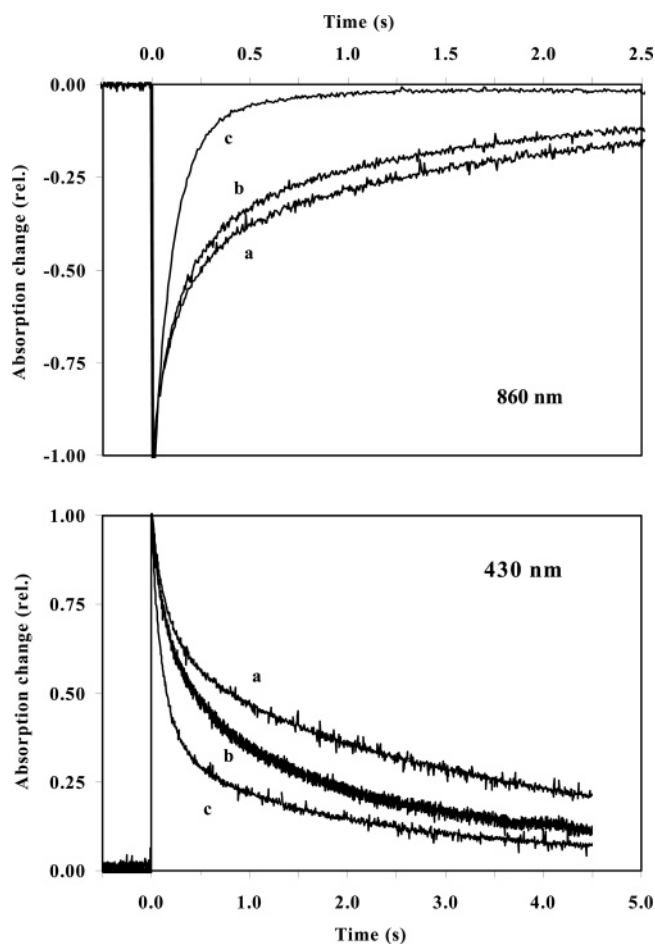 Time (s)
0.0 0.5 1.0 1.5 2.0 2.5
0.00
-0.25
-0.50
-0.75
-1.00
Absorption change (rel.)
c
b
a
860 nm
1.00
0.75
0.50
0.25
0.00
Absorption change (rel.)
430 nm
a
b
c
0.0 1.0 2.0 3.0 4.0 5.0
Time (s)